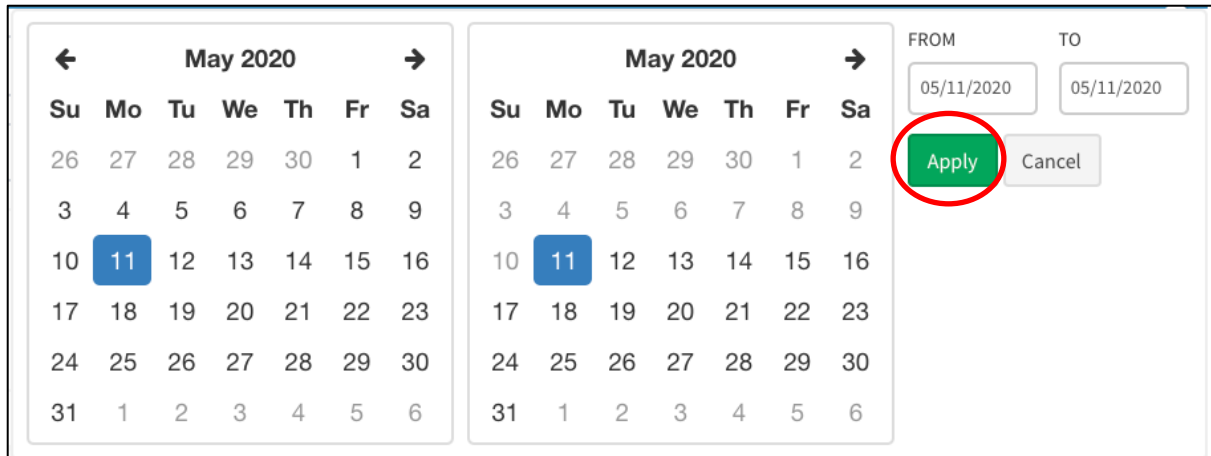 May 2020
Su Mo Tu We Th Fr Sa
26 27 28 29 30 1 2
3 4 5 6 7 8 9
10 11 12 13 14 15 16
17 18 19 20 21 22 23
24 25 26 27 28 29 30
31 1 2 3 4 5 6
May 2020
Su Mo Tu We Th Fr Sa
26 27 28 29 30 1 2
3 4 5 6 7 8 9
10 11 12 13 14 15 16
17 18 19 20 21 22 23
24 25 26 27 28 29 30
31 1 2 3 4 5 6
FROM TO
05/11/2020 05/11/2020
Apply Cancel